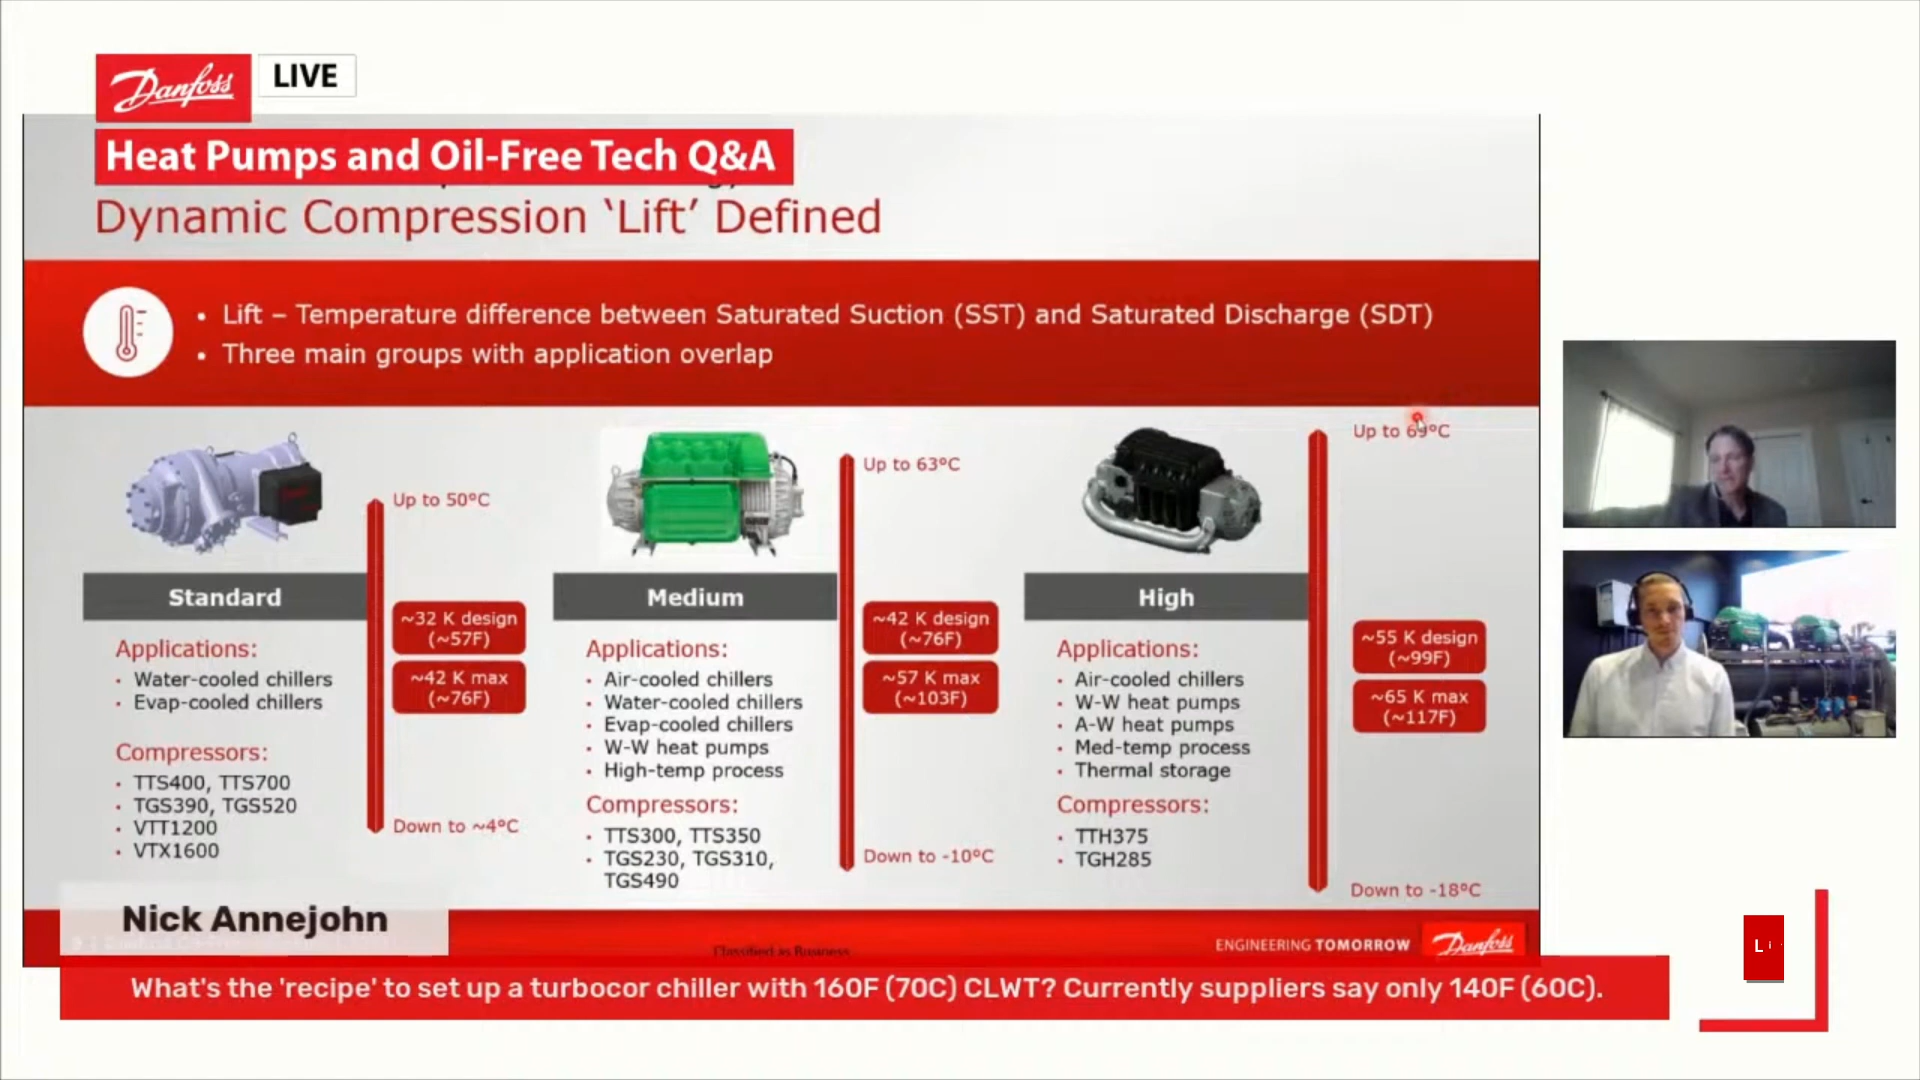 Danfoss
LIVE
Heat Pumps and Oil-Free Tech Q&A
Dynamic Compression ‘Lift’ Defined
• Lift – Temperature difference between Saturated Suction (SST) and Saturated Discharge (SDT)
• Three main groups with application overlap
Up to 50°C
Standard
~32 K design
(~57F)
~42 K max
(~76F)
Applications:
• Water-cooled chillers
• Evap-cooled chillers
Compressors:
• TTS400, TTS700
• TGS390, TGS520
• VTT1200
• VTX1600
Down to ~4°C
Up to 63°C
Medium
~42 K design
(~76F)
~57 K max
(~103F)
Applications:
• Air-cooled chillers
• Water-cooled chillers
• Evap-cooled chillers
• W-W heat pumps
• High-temp process
Compressors:
• TTS300, TTS350
• TGS230, TGS310,
TGS490
Down to -10°C
Up to 69°C
High
~55 K design
(~99F)
~65 K max
(~117F)
Applications:
• Air-cooled chillers
• W-W heat pumps
• A-W heat pumps
• Med-temp process
• Thermal storage
Compressors:
• TTH375
• TGH285
Down to -18°C
Nick Annejohn
Classified as Business
ENGINEERING TOMORROW
Danfoss
What's the 'recipe' to set up a turbocor chiller with 160F (70C) CLWT? Currently suppliers say only 140F (60C).